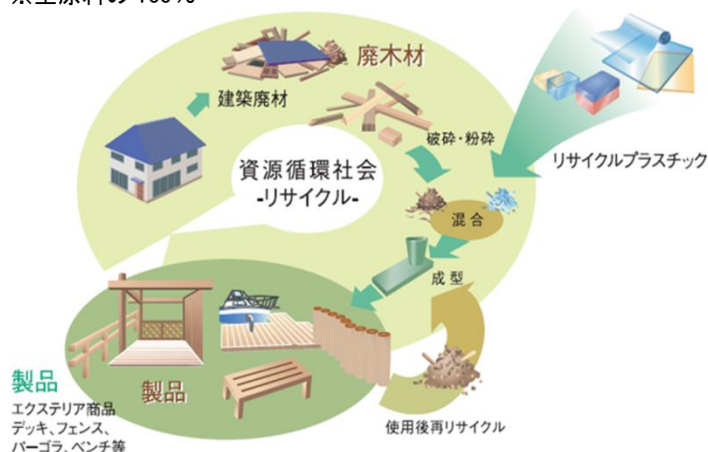 廃木材
建築廃材
破砕・粉砕
リサイクルプラスチック
資源循環社会
-リサイクル-
混合
成型
製品
製品
エクステリア商品
デッキ、フェンス、
パーゴラ、ベンチ等
使用後再リサイクル